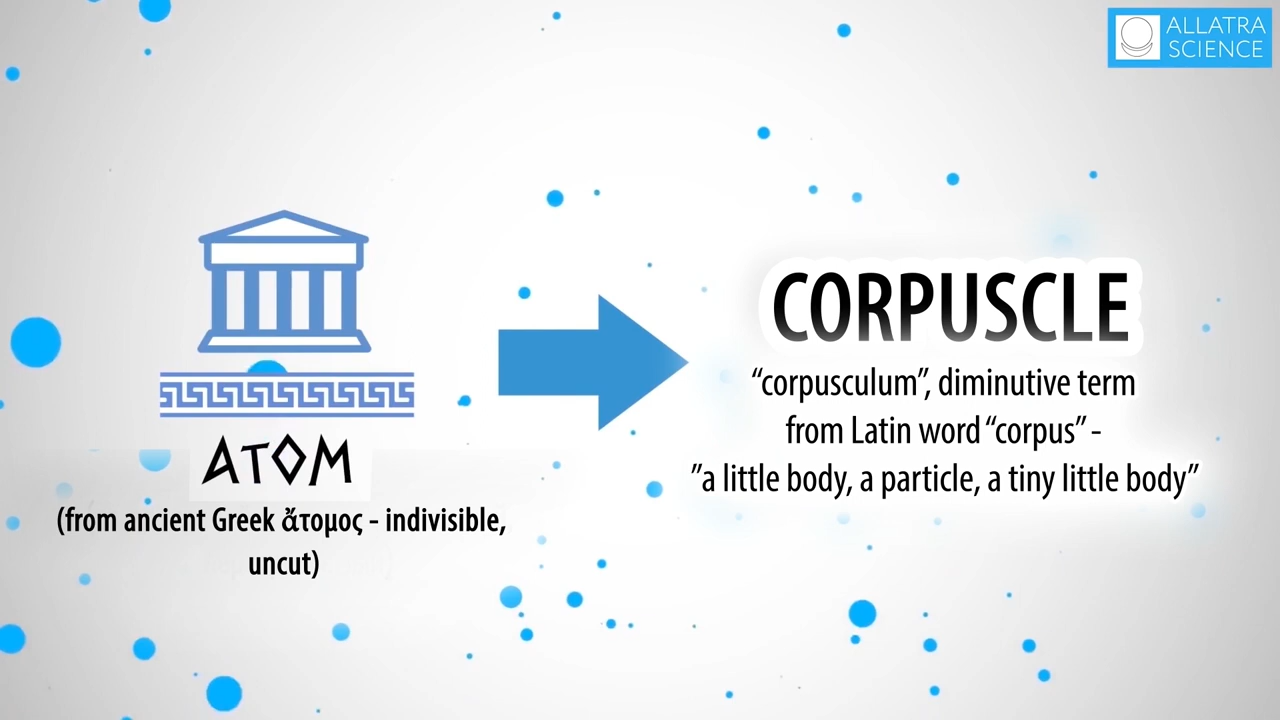 ALLATRA
SCIENCE
ATOM
(from ancient Greek ἄτομος - indivisible,
uncut)
CORPUSCLE
“corpusculum”, diminutive term
from Latin word “corpus” -
”a little body, a particle, a tiny little body”